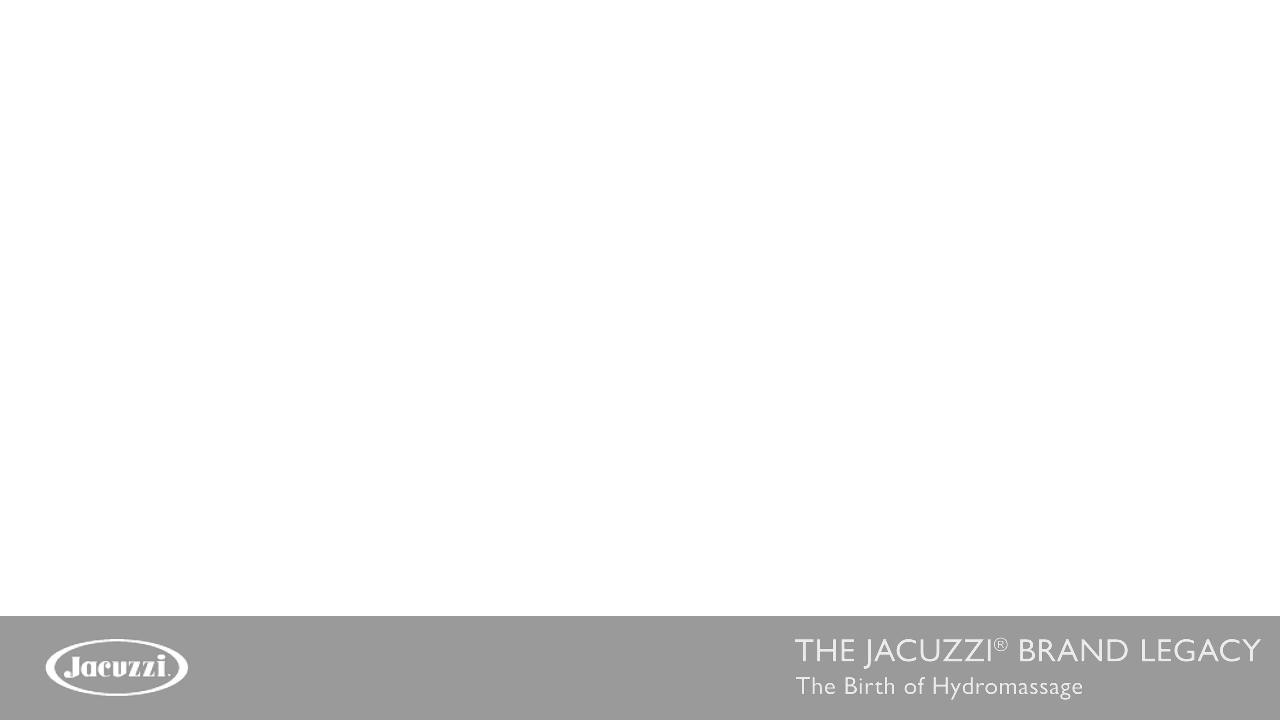 Jacuzzi.
THE JACUZZI® BRAND LEGACY
The Birth of Hydromassage